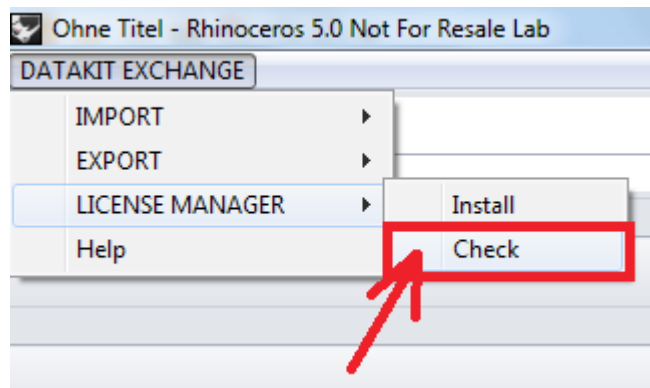 Ohne Titel - Rhinoceros 5.0 Not For Resale Lab
DATAKIT EXCHANGE
IMPORT
EXPORT
LICENSE MANAGER
Install
Help
Check